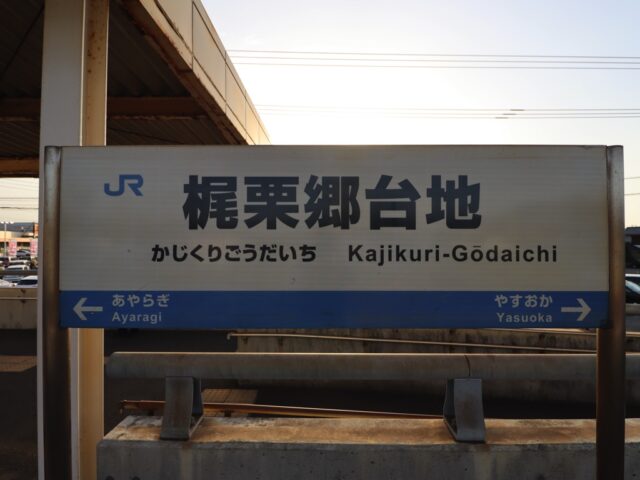 JR 梶栗郷台地
かじくりごうだいち Kajikuri-Gōdaichi
← あやらぎ やすおか →
Ayaragi Yasuoka